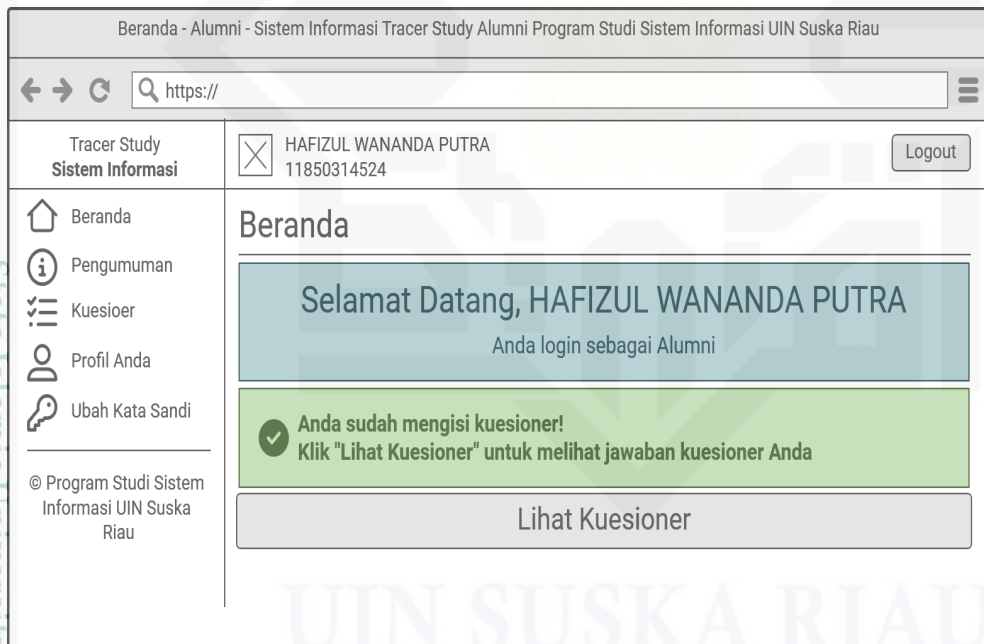 Beranda - Alumni - Sistem Informasi Tracer Study Alumni Program Studi Sistem Informasi UIN Suska Riau
https://
Tracer Study
Sistem Informasi
HAFIZUL WANANDA PUTRA
11850314524
Logout
Beranda
Pengumuman
Kuesioer
Profil Anda
Ubah Kata Sandi
© Program Studi Sistem
Informasi UIN Suska
Riau
Beranda
Selamat Datang, HAFIZUL WANANDA PUTRA
Anda login sebagai Alumni
Anda sudah mengisi kuesioner!
Klik "Lihat Kuesioner" untuk melihat jawaban kuesioner Anda
Lihat Kuesioner
UIN SUSKA RIAU